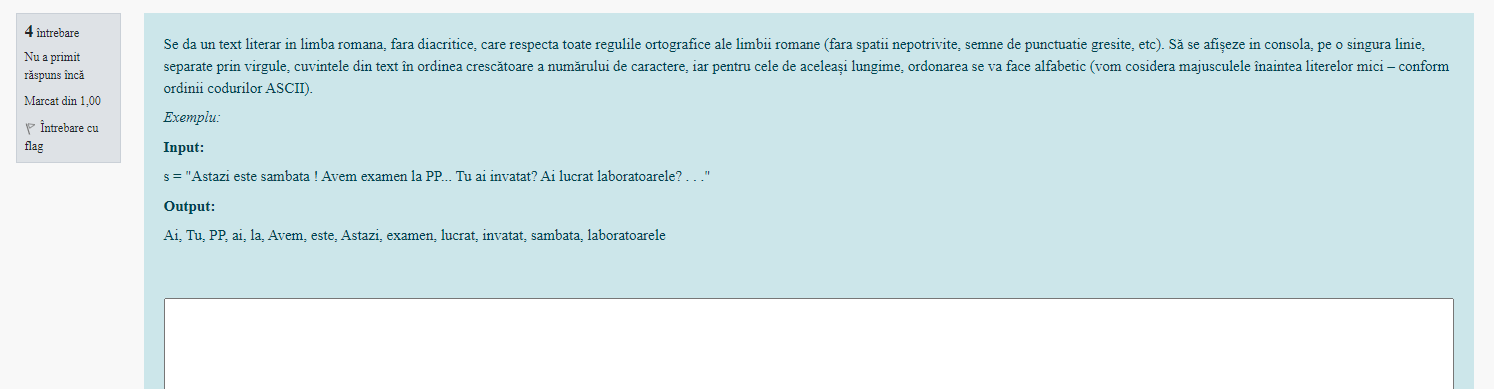 4 întrebare
Nu a primit
răspuns încă
Marcat din 1,00
Întrebare cu
flag
Se da un text literar in limba romana, fara diacritice, care respecta toate regulile ortografice ale limbii romane (fara spatii nepotrivite, semne de punctuatie gresite, etc). Să se afișeze in consola, pe o singura linie,
separate prin virgule, cuvintele din text în ordinea crescătoare a numărului de caractere, iar pentru cele de aceleași lungime, ordonarea se va face alfabetic (vom cosidera majusculele înaintea literelor mici – conform
ordinii codurilor ASCII).
Exemplu:
Input:
s = "Astazi este sambata ! Avem examen la PP... Tu ai invatat? Ai lucrat laboratoarele? . . ."
Output:
Ai, Tu, PP, ai, la, Avem, este, Astazi, examen, lucrat, invatat, sambata, laboratoarele